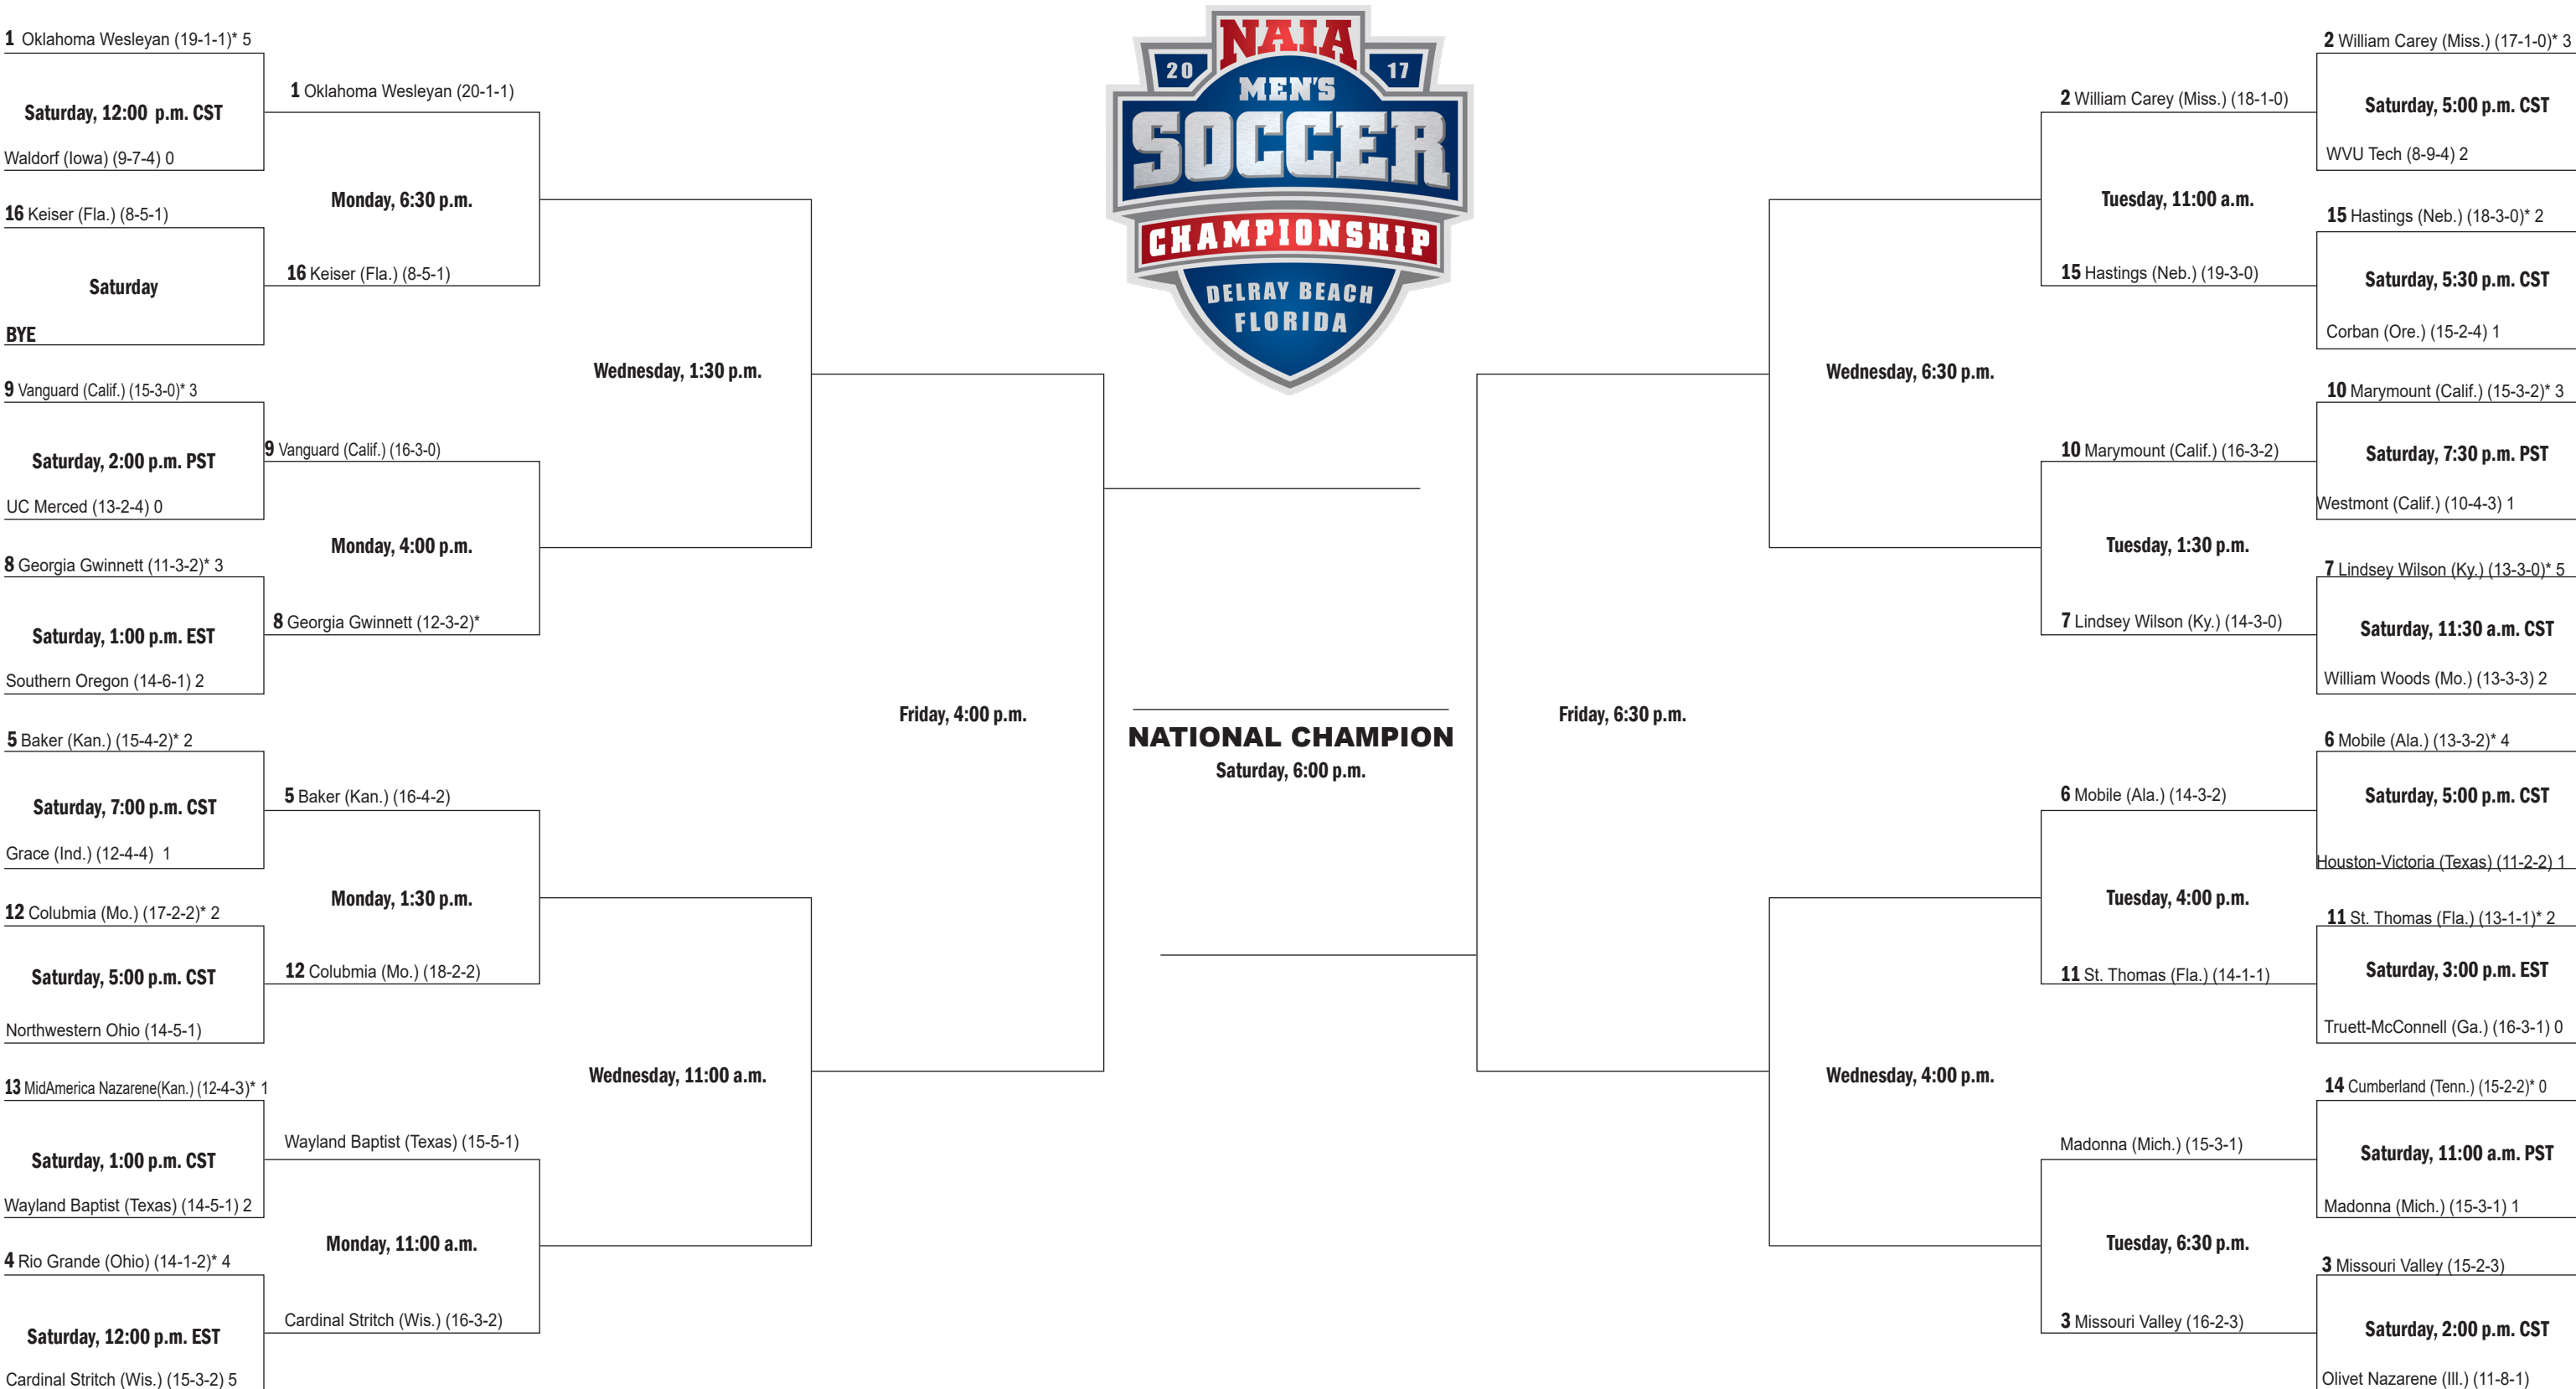 1 Oklahoma Wesleyan (19-1-1)* 5
Saturday, 12:00 p.m. CST
Waldorf (Iowa) (9-7-4) 0
16 Keiser (Fla.) (8-5-1)
Saturday
BYE
9 Vanguard (Calif.) (15-3-0)* 3
Saturday, 2:00 p.m. PST
UC Merced (13-2-4) 0
8 Georgia Gwinnett (11-3-2)* 3
Saturday, 1:00 p.m. EST
Southern Oregon (14-6-1) 2
5 Baker (Kan.) (15-4-2)* 2
Saturday, 7:00 p.m. CST
Grace (Ind.) (12-4-4) 1
12 Colubmia (Mo.) (17-2-2)* 2
Saturday, 5:00 p.m. CST
Northwestern Ohio (14-5-1)
13 MidAmerica Nazarene(Kan.) (12-4-3)* 1
Saturday, 1:00 p.m. CST
Wayland Baptist (Texas) (14-5-1) 2
4 Rio Grande (Ohio) (14-1-2)* 4
Saturday, 12:00 p.m. EST
Cardinal Stritch (Wis.) (15-3-2) 5
1 Oklahoma Wesleyan (20-1-1)
Monday, 6:30 p.m.
16 Keiser (Fla.) (8-5-1)
9 Vanguard (Calif.) (16-3-0)
Monday, 4:00 p.m.
8 Georgia Gwinnett (12-3-2)*
5 Baker (Kan.) (16-4-2)
Monday, 1:30 p.m.
12 Colubmia (Mo.) (18-2-2)
Wayland Baptist (Texas) (15-5-1)
Monday, 11:00 a.m.
Cardinal Stritch (Wis.) (16-3-2)
Wednesday, 1:30 p.m.
Wednesday, 11:00 a.m.
Friday, 4:00 p.m.
NAIA
20 17
MEN'S
SOCCER
CHAMPIONSHIP
DELRAY BEACH
FLORIDA
NATIONAL CHAMPION
Saturday, 6:00 p.m.
Friday, 6:30 p.m.
Wednesday, 6:30 p.m.
Wednesday, 4:00 p.m.
2 William Carey (Miss.) (18-1-0)
Tuesday, 11:00 a.m.
15 Hastings (Neb.) (19-3-0)
10 Marymount (Calif.) (16-3-2)
Tuesday, 1:30 p.m.
7 Lindsey Wilson (Ky.) (14-3-0)
6 Mobile (Ala.) (14-3-2)
Tuesday, 4:00 p.m.
11 St. Thomas (Fla.) (14-1-1)
Madonna (Mich.) (15-3-1)
Tuesday, 6:30 p.m.
3 Missouri Valley (16-2-3)
2 William Carey (Miss.) (17-1-0)* 3
Saturday, 5:00 p.m. CST
WVU Tech (8-9-4) 2
15 Hastings (Neb.) (18-3-0)* 2
Saturday, 5:30 p.m. CST
Corban (Ore.) (15-2-4) 1
10 Marymount (Calif.) (15-3-2)* 3
Saturday, 7:30 p.m. PST
Westmont (Calif.) (10-4-3) 1
7 Lindsey Wilson (Ky.) (13-3-0)* 5
Saturday, 11:30 a.m. CST
William Woods (Mo.) (13-3-3) 2
6 Mobile (Ala.) (13-3-2)* 4
Saturday, 5:00 p.m. CST
Houston-Victoria (Texas) (11-2-2) 1
11 St. Thomas (Fla.) (13-1-1)* 2
Saturday, 3:00 p.m. EST
Truett-McConnell (Ga.) (16-3-1) 0
14 Cumberland (Tenn.) (15-2-2)* 0
Saturday, 11:00 a.m. PST
Madonna (Mich.) (15-3-1) 1
3 Missouri Valley (15-2-3)
Saturday, 2:00 p.m. CST
Olivet Nazarene (Ill.) (11-8-1)